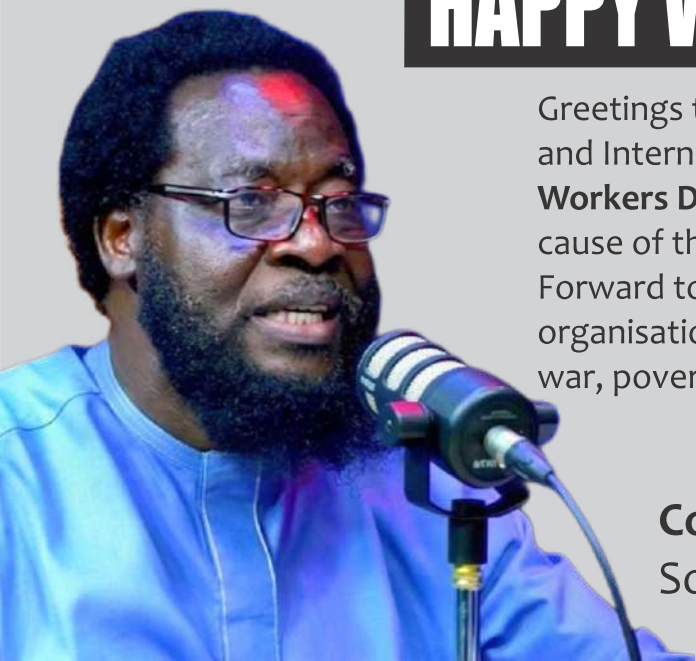 HAPPY W
Greetings t
and Intern
Workers D
cause of th
Forward to
organisatio
war, pover
Co
So